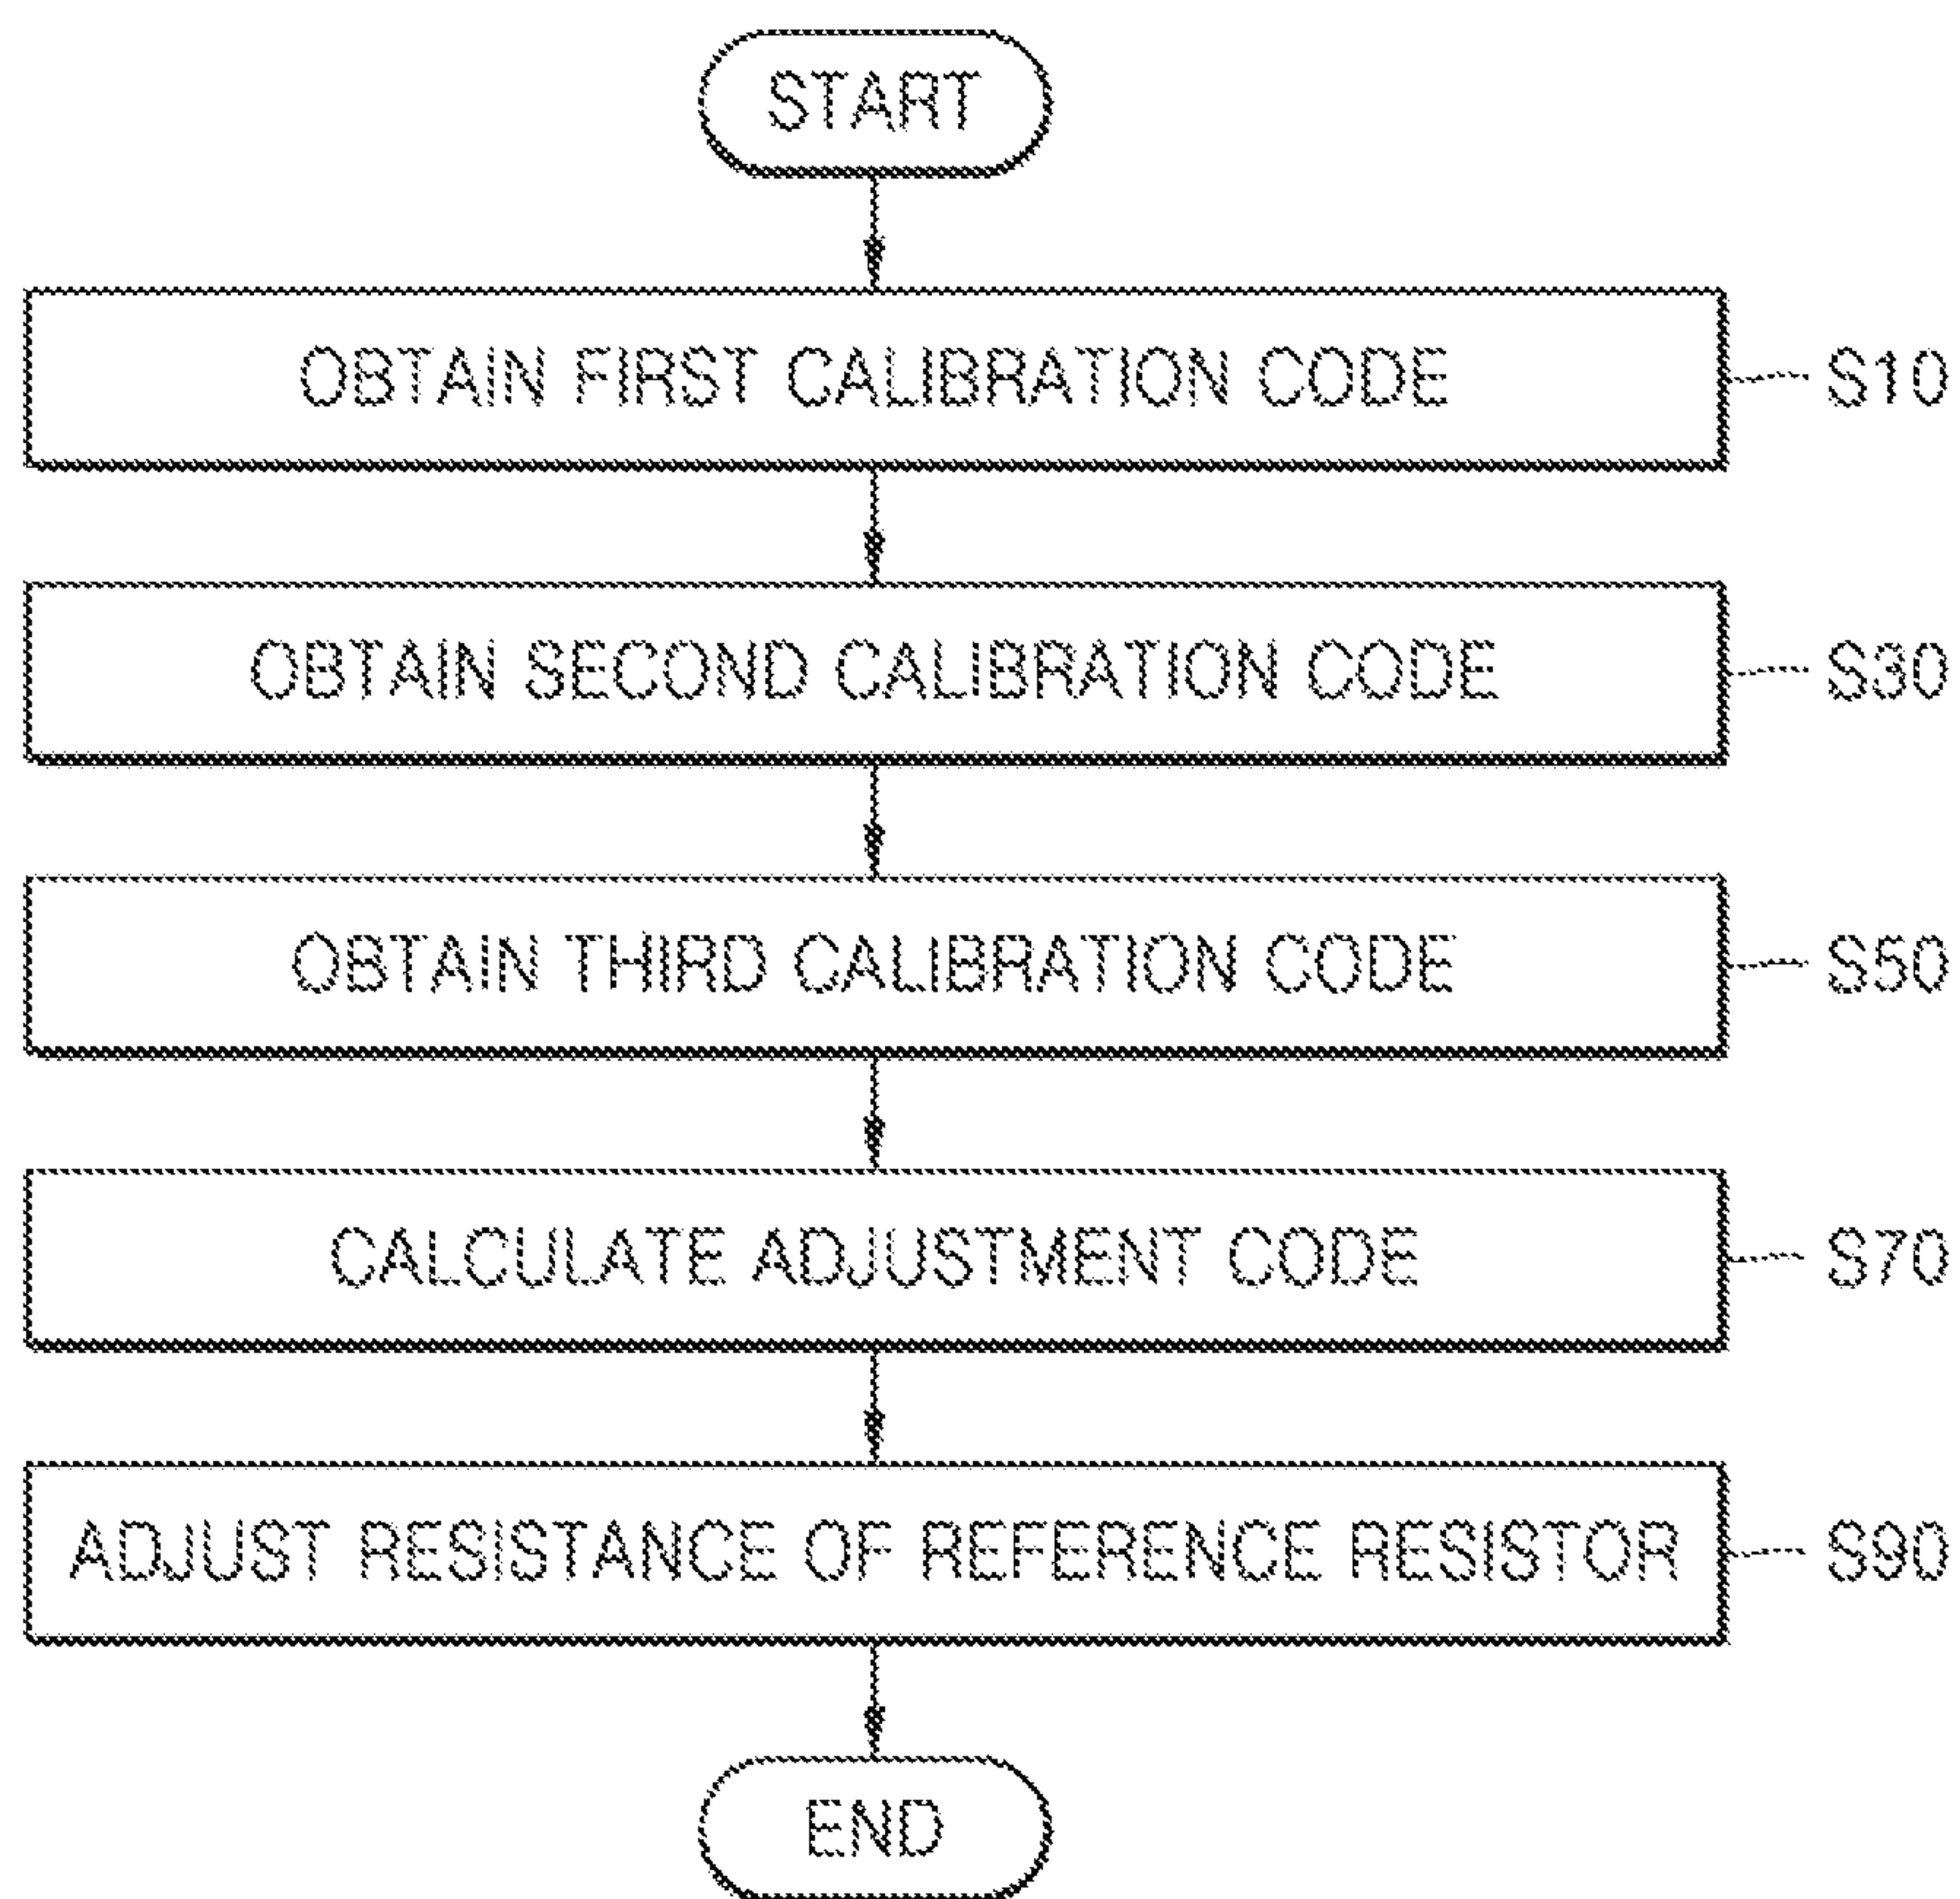 START
OBTAIN FIRST CALIBRATION CODE
S10
OBTAIN SECOND CALIBRATION CODE
S30
OBTAIN THIRD CALIBRATION CODE
S50
CALCULATE ADJUSTMENT CODE
S70
ADJUST RESISTANCE OF REFERENCE RESISTOR
S90
END